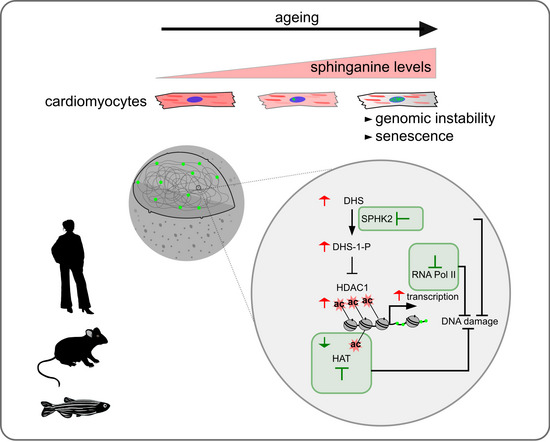 ageing
sphinganine levels
cardiomyocytes
► genomic instability
► senescence
DHS
SPHK2
DHS-1-P
HDAC1
RNA Pol II
transcription
ac ac ac
DNA damage
ac
HAT